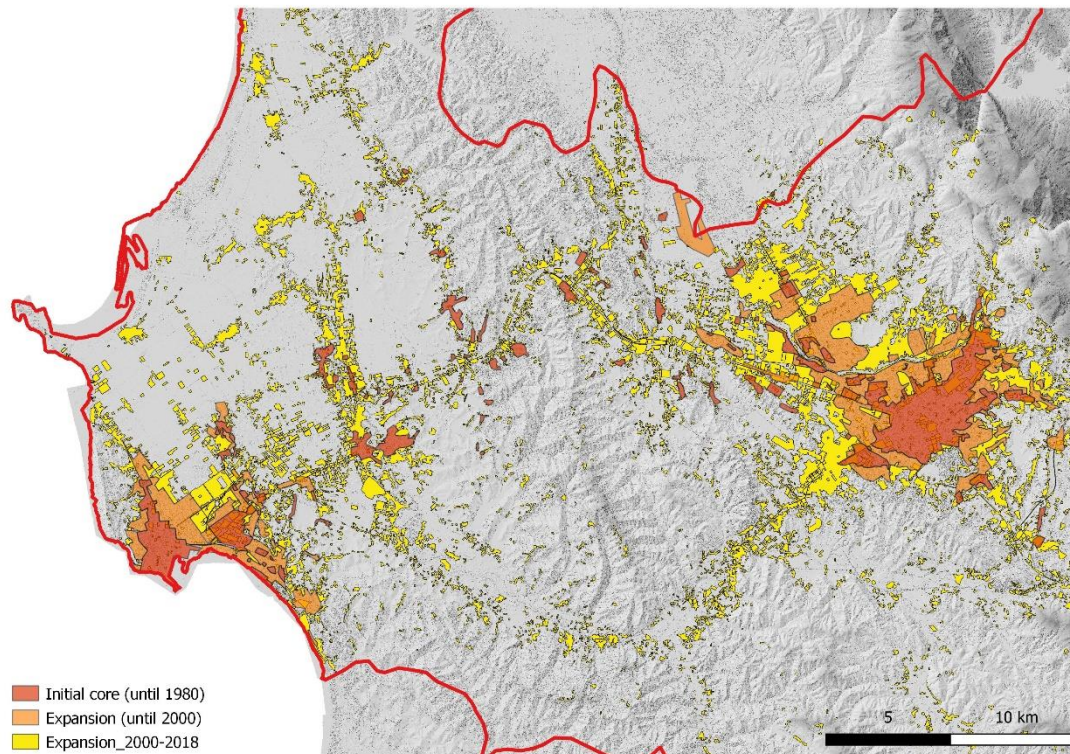 Initial core (until 1980)
Expansion (until 2000)
Expansion_2000-2018
5 10 km